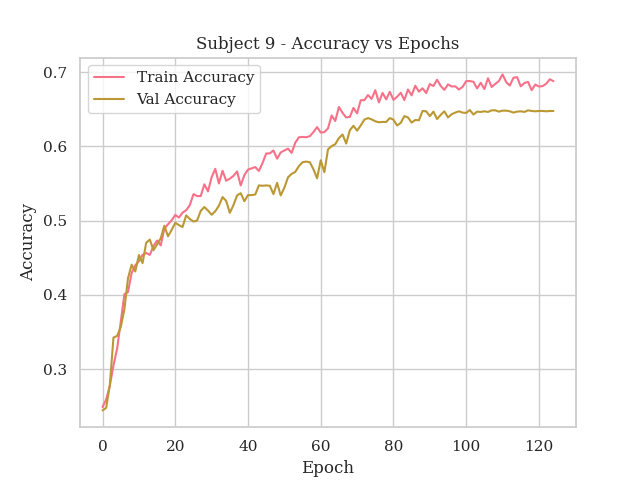 Subject 9 - Accuracy vs Epochs
Train Accuracy
Val Accuracy
0.7
0.6
0.5
0.4
0.3
Accuracy
0 20 40 60 80 100 120
Epoch